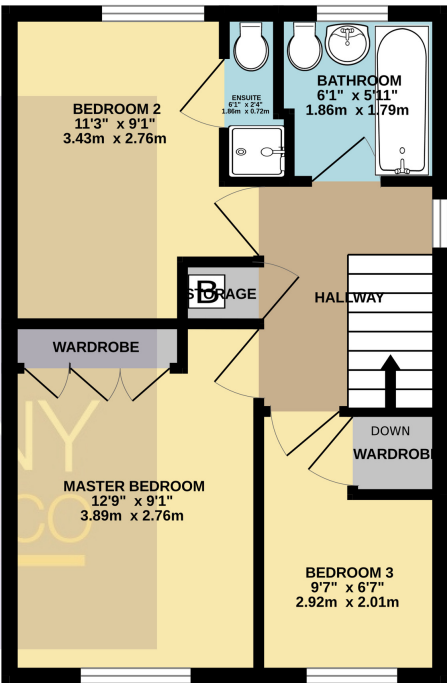 BEDROOM 2
11'3" x 9'1"
3.43m x 2.76m
ENSUITE
6'1" x 2'4"
1.86m x 0.72m
BATHROOM
6'1" x 5'11"
1.86m x 1.79m
B
STORAGE
HALLWAY
WARDROBE
DOWN
WARDROBE
NY
CO
MASTER BEDROOM
12'9" x 9'1"
3.89m x 2.76m
BEDROOM 3
9'7" x 6'7"
2.92m x 2.01m